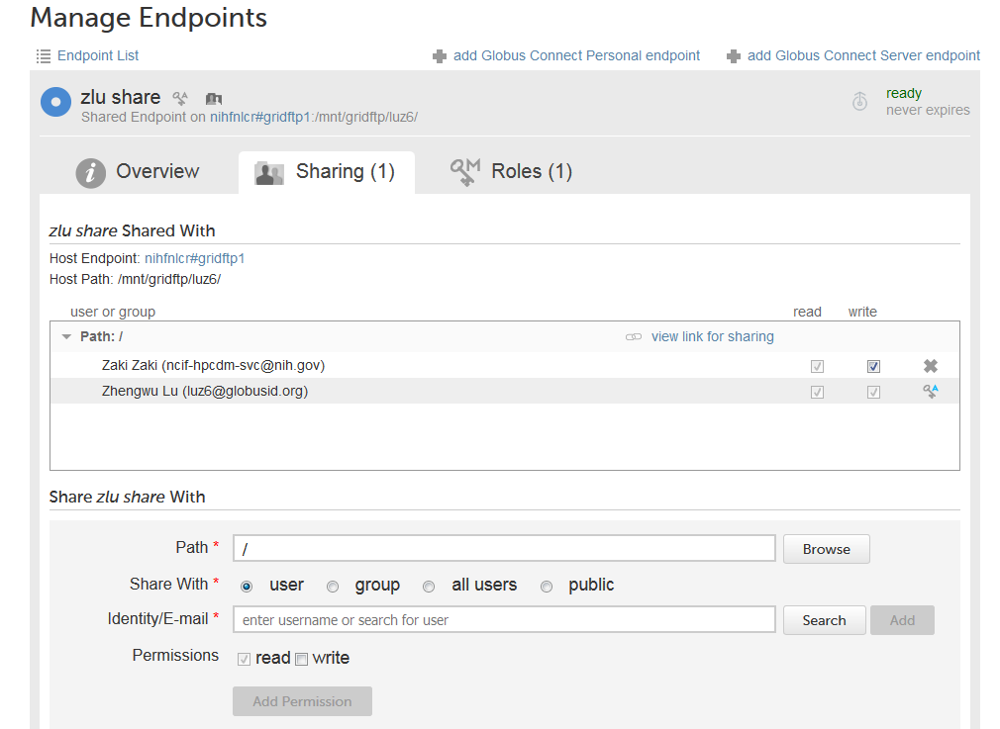 Manage Endpoints
Endpoint List add Globus Connect Personal endpoint add Globus Connect Server endpoint
zlu share ready
Shared Endpoint on nihfnlcr#gridftp1:/mnt/gridftp/luz6/ never expires
Overview Sharing (1) Roles (1)
zlu share Shared With
Host Endpoint: nihfnlcr#gridftp1
Host Path: /mnt/gridftp/luz6/
user or group read write
Path: / view link for sharing
Zaki Zaki (ncif-hpcdm-svc@nih.gov)
Zhengwu Lu (luz6@globusid.org)
Share zlu share With
Path * / Browse
Share With * user group all users public
Identity/E-mail * enter username or search for user Search Add
Permissions read write
Add Permission